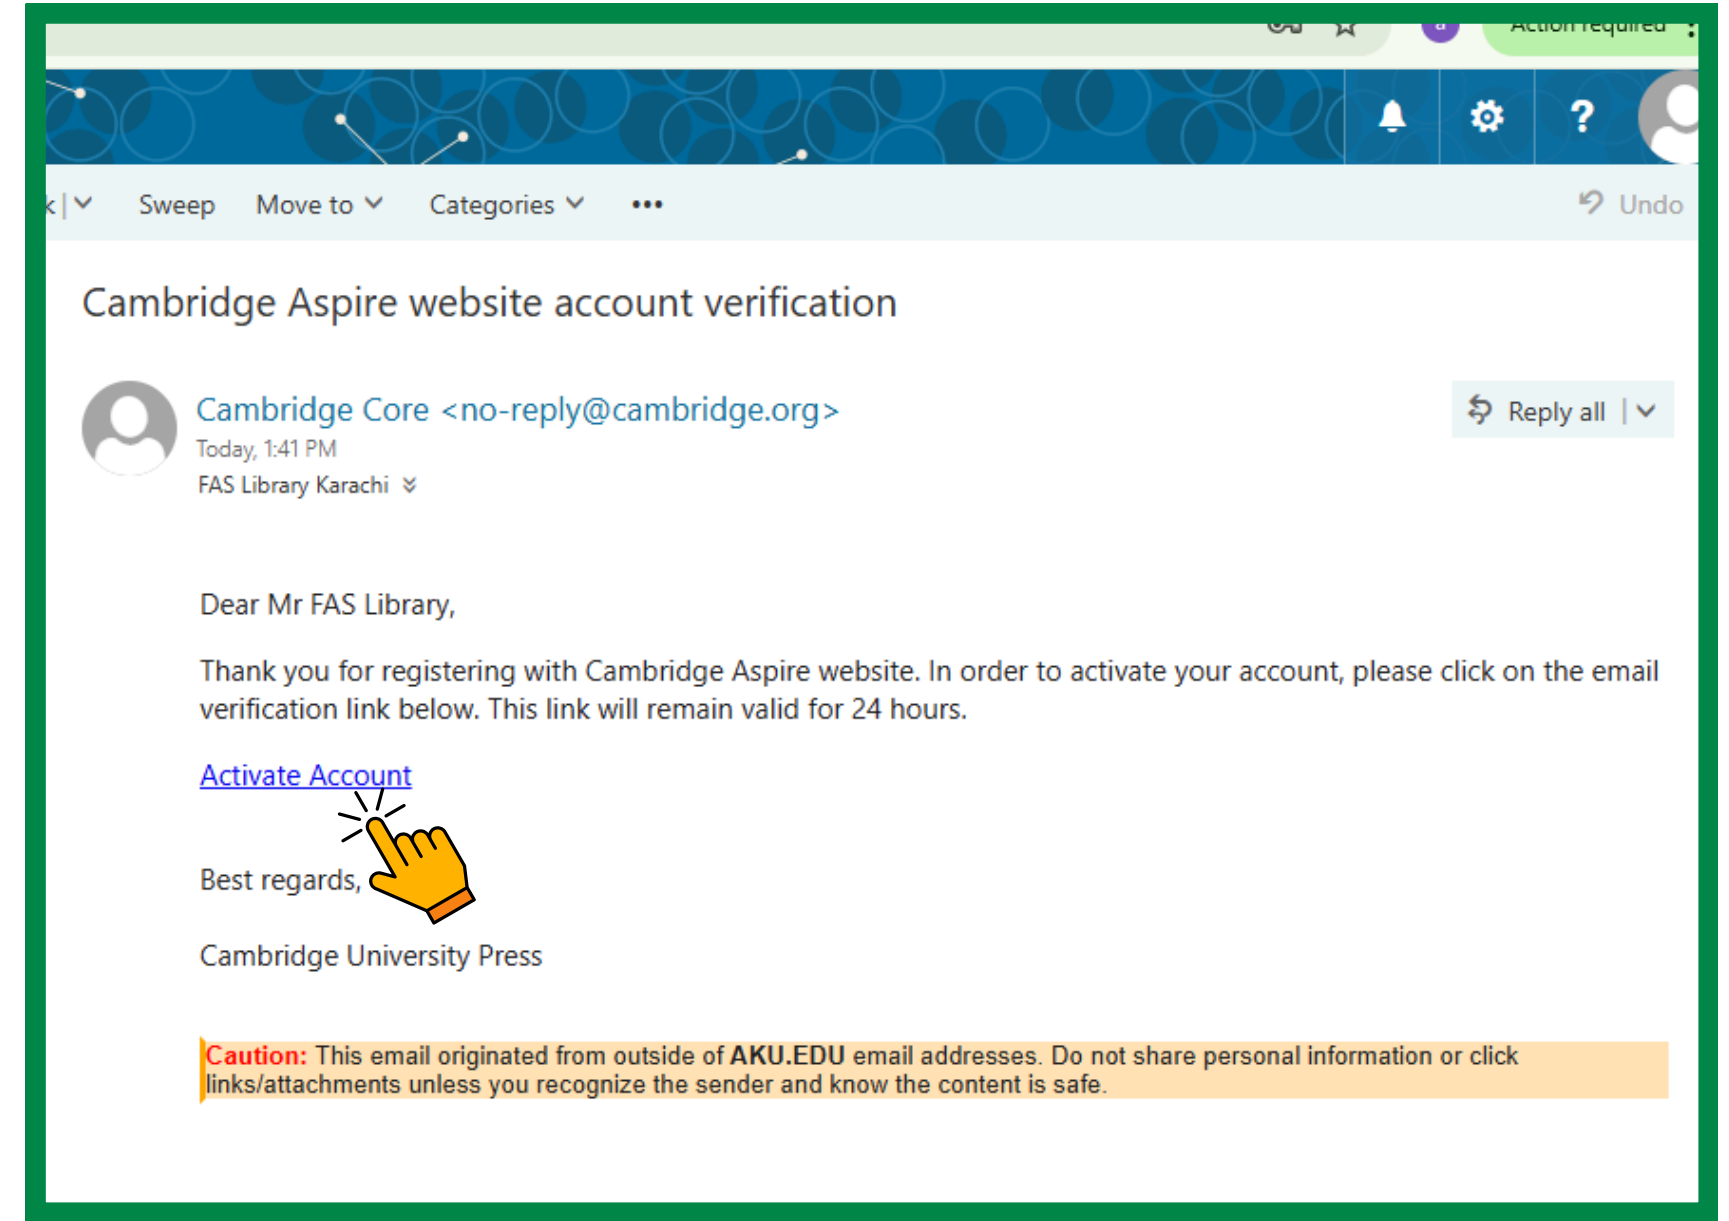 a Action required
?
k Sweep Move to Categories ••• Undo
Cambridge Aspire website account verification
Cambridge Core <no-reply@cambridge.org> Reply all
Today, 1:41 PM
FAS Library Karachi
Dear Mr FAS Library,
Thank you for registering with Cambridge Aspire website. In order to activate your account, please click on the email
verification link below. This link will remain valid for 24 hours.
Activate Account
Best regards,
Cambridge University Press
Caution: This email originated from outside of AKU.EDU email addresses. Do not share personal information or click
links/attachments unless you recognize the sender and know the content is safe.